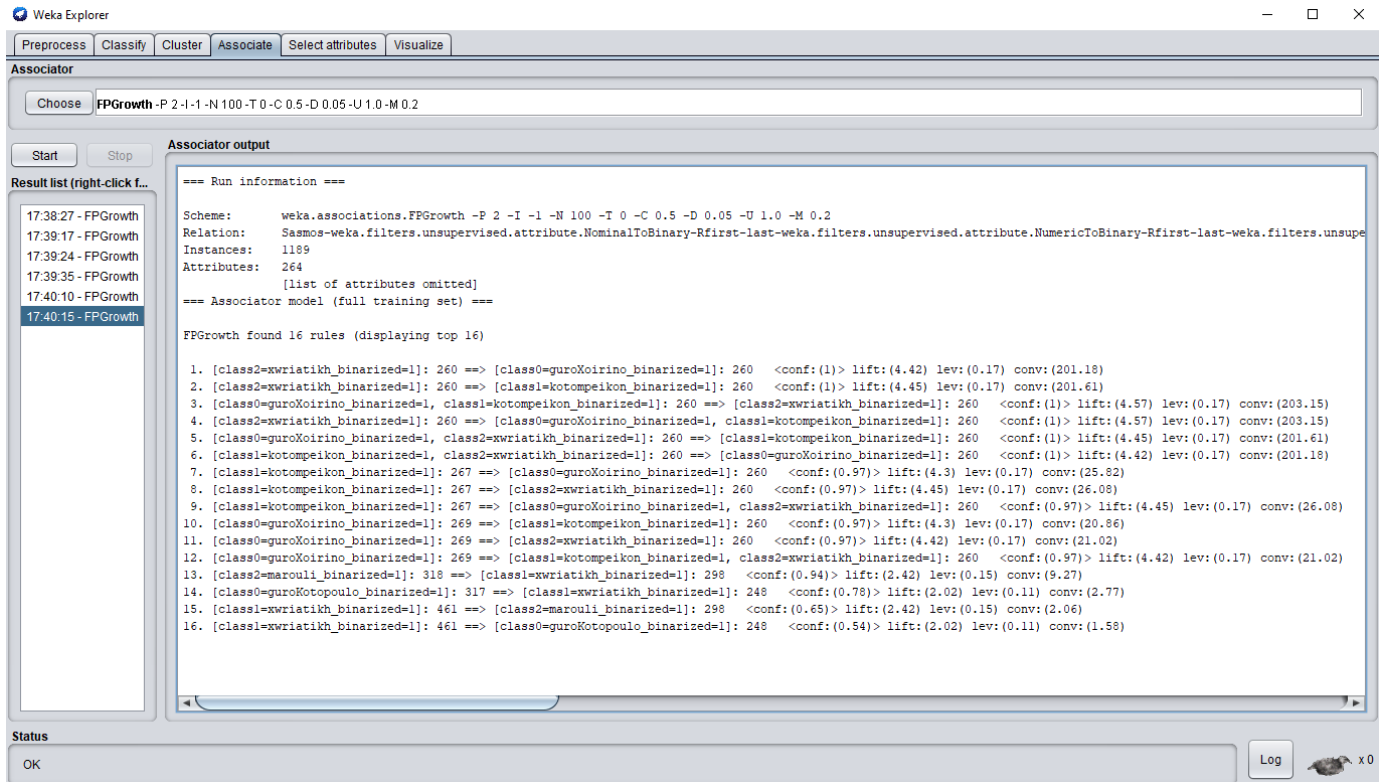 Weka Explorer
Preprocess Classify Cluster Associate Select attributes Visualize
Associator
Choose FPGrowth -P 2 -I -1 -N 100 -T 0 -C 0.5 -D 0.05 -U 1.0 -M 0.2
Start Stop
Result list (right-click f...
17:38:27 - FPGrowth
17:39:17 - FPGrowth
17:39:24 - FPGrowth
17:39:35 - FPGrowth
17:40:10 - FPGrowth
17:40:15 - FPGrowth
Associator output
=== Run information ===
Scheme: weka.associations.FPGrowth -P 2 -I -1 -N 100 -T 0 -C 0.5 -D 0.05 -U 1.0 -M 0.2
Relation: Sasmos-weka.filters.unsupervised.attribute.NominalToBinary-Rfirst-last-weka.filters.unsupervised.attribute.NumericToBinary-Rfirst-last-weka.filters.unsupe
Instances: 1189
Attributes: 264
[list of attributes omitted]
=== Associator model (full training set) ===
FPGrowth found 16 rules (displaying top 16)
1. [class2=xwriatikh_binarized=1]: 260 ==> [class0=guroXoirino_binarized=1]: 260 <conf:(1)> lift:(4.42) lev:(0.17) conv:(201.18)
2. [class2=xwriatikh_binarized=1]: 260 ==> [class1=kotompeikon_binarized=1]: 260 <conf:(1)> lift:(4.45) lev:(0.17) conv:(201.61)
3. [class0=guroXoirino_binarized=1, class1=kotompeikon_binarized=1]: 260 ==> [class2=xwriatikh_binarized=1]: 260 <conf:(1)> lift:(4.57) lev:(0.17) conv:(203.15)
4. [class2=xwriatikh_binarized=1]: 260 ==> [class0=guroXoirino_binarized=1, class1=kotompeikon_binarized=1]: 260 <conf:(1)> lift:(4.57) lev:(0.17) conv:(203.15)
5. [class0=guroXoirino_binarized=1, class2=xwriatikh_binarized=1]: 260 ==> [class1=kotompeikon_binarized=1]: 260 <conf:(1)> lift:(4.45) lev:(0.17) conv:(201.61)
6. [class1=kotompeikon_binarized=1, class2=xwriatikh_binarized=1]: 260 ==> [class0=guroXoirino_binarized=1]: 260 <conf:(1)> lift:(4.42) lev:(0.17) conv:(201.18)
7. [class1=kotompeikon_binarized=1]: 267 ==> [class0=guroXoirino_binarized=1]: 260 <conf:(0.97)> lift:(4.3) lev:(0.17) conv:(25.82)
8. [class1=kotompeikon_binarized=1]: 267 ==> [class2=xwriatikh_binarized=1]: 260 <conf:(0.97)> lift:(4.45) lev:(0.17) conv:(26.08)
9. [class1=kotompeikon_binarized=1]: 267 ==> [class0=guroXoirino_binarized=1, class2=xwriatikh_binarized=1]: 260 <conf:(0.97)> lift:(4.45) lev:(0.17) conv:(26.08)
10. [class0=guroXoirino_binarized=1]: 269 ==> [class1=kotompeikon_binarized=1]: 260 <conf:(0.97)> lift:(4.3) lev:(0.17) conv:(20.86)
11. [class0=guroXoirino_binarized=1]: 269 ==> [class2=xwriatikh_binarized=1]: 260 <conf:(0.97)> lift:(4.42) lev:(0.17) conv:(21.02)
12. [class0=guroXoirino_binarized=1]: 269 ==> [class1=kotompeikon_binarized=1, class2=xwriatikh_binarized=1]: 260 <conf:(0.97)> lift:(4.42) lev:(0.17) conv:(21.02)
13. [class2=marouli_binarized=1]: 318 ==> [class1=xwriatikh_binarized=1]: 298 <conf:(0.94)> lift:(2.42) lev:(0.15) conv:(9.27)
14. [class0=guroKotopoulo_binarized=1]: 317 ==> [class1=xwriatikh_binarized=1]: 248 <conf:(0.78)> lift:(2.02) lev:(0.11) conv:(2.77)
15. [class1=xwriatikh_binarized=1]: 461 ==> [class2=marouli_binarized=1]: 298 <conf:(0.65)> lift:(2.42) lev:(0.15) conv:(2.06)
16. [class1=xwriatikh_binarized=1]: 461 ==> [class0=guroKotopoulo_binarized=1]: 248 <conf:(0.54)> lift:(2.02) lev:(0.11) conv:(1.58)
Status
OK
Log x 0